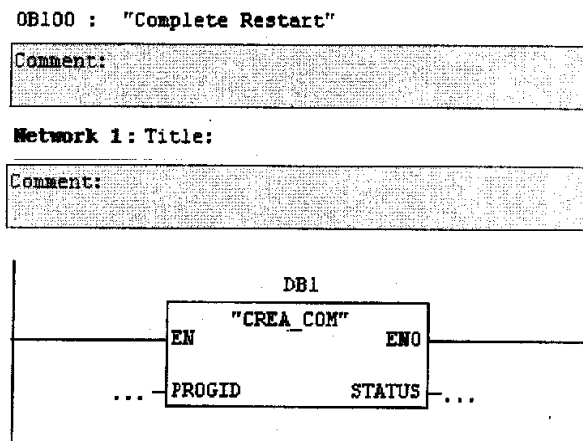 OB100 : "Complete Restart"
Comment:
Network 1: Title:
Comment:
DB1
"CREA_COM"
EN ENO
... PROGID STATUS ...